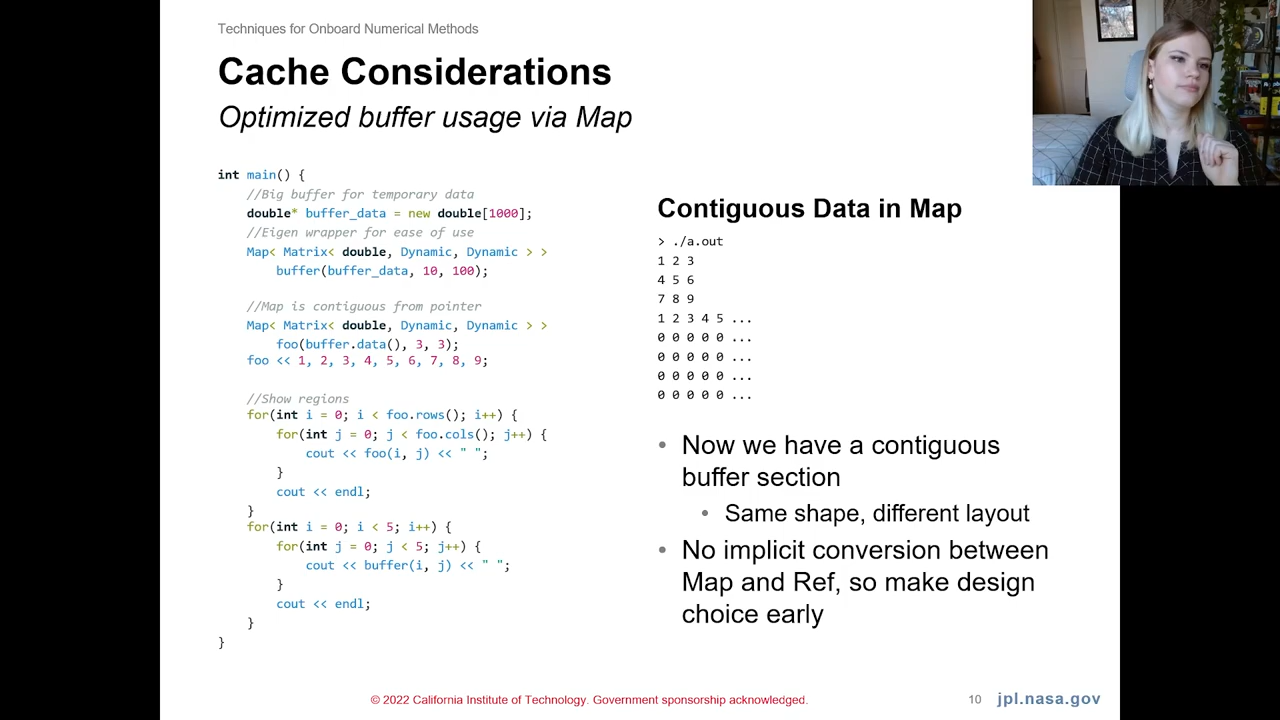 Techniques for Onboard Numerical Methods
Cache Considerations
Optimized buffer usage via Map
int main() {
//Big buffer for temporary data
double* buffer_data = new double[1000];
//Eigen wrapper for ease of use
Map< Matrix< double, Dynamic, Dynamic > >
buffer(buffer_data, 10, 100);
//Map is contiguous from pointer
Map< Matrix< double, Dynamic, Dynamic > >
foo(buffer.data(), 3, 3);
foo << 1, 2, 3, 4, 5, 6, 7, 8, 9;
//Show regions
for(int i = 0; i < foo.rows(); i++) {
for(int j = 0; j < foo.cols(); j++) {
cout << foo(i, j) << " ";
}
cout << endl;
}
for(int i = 0; i < 5; i++) {
for(int j = 0; j < 5; j++) {
cout << buffer(i, j) << " ";
}
cout << endl;
}
}
Contiguous Data in Map
> ./a.out
1 2 3
4 5 6
7 8 9
1 2 3 4 5 ...
0 0 0 0 0 ...
0 0 0 0 0 ...
0 0 0 0 0 ...
0 0 0 0 0 ...
• Now we have a contiguous
buffer section
• Same shape, different layout
• No implicit conversion between
Map and Ref, so make design
choice early
© 2022 California Institute of Technology. Government sponsorship acknowledged.
10
jpl.nasa.gov